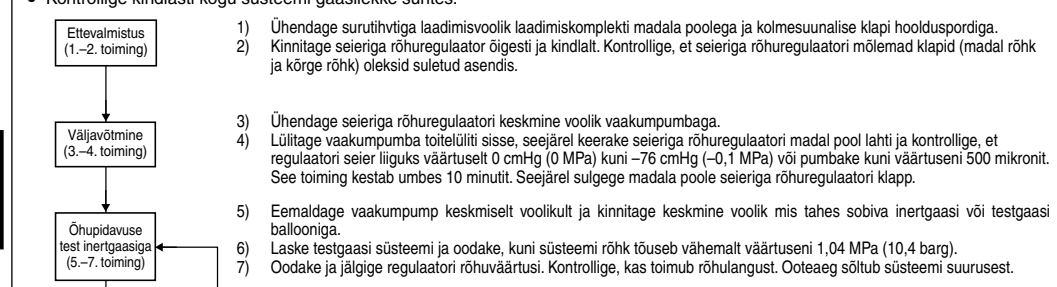 • Kontrollige kindlasti kogu süsteemi gaasilekke suhtes.
Ettevalmistus
(1.–2. toiming)
1) Ühendage surutihvtiga laadimisvoolik laadimiskomplekti madala poolega ja kolmesuunalise klapi hoolduspordiga.
2) Kinnitage seieriga rõhuregulaator õigesti ja kindlalt. Kontrollige, et seieriga rõhuregulaatori mõlemad klapid (madal rõhk
ja kõrge rõhk) oleksid suletud asendis.
Väljavõtmine
(3.–4. toiming)
3) Ühendage seieriga rõhuregulaatori keskmine voolik vaakumpumbaga.
4) Lülitage vaakumpumba toitelüliti sisse, seejärel keerake seieriga rõhuregulaatori madal pool lahti ja kontrollige, et
regulaatori seier liiguks väärtuselt 0 cmHg (0 MPa) kuni –76 cmHg (–0,1 MPa) või pumbake kuni väärtuseni 500 mikronit.
See toiming kestab umbes 10 minutit. Seejärel sulgege madala poole seieriga rõhuregulaatori klapp.
Õhupidavuse
test inertgaasiga
(5.–7. toiming)
5) Eemaldage vaakumpump keskmiselt voolikult ja kinnitage keskmine voolik mis tahes sobiva inertgaasi või testgaasi
ballooniga.
6) Laske testgaasi süsteemi ja oodake, kuni süsteemi rõhk tõuseb vähemalt väärtuseni 1,04 MPa (10,4 barg).
7) Oodake ja jälgige regulaatori rõhuväärtusi. Kontrollige, kas toimub rõhulangust. Ooteaeg sõltub süsteemi suurusest.